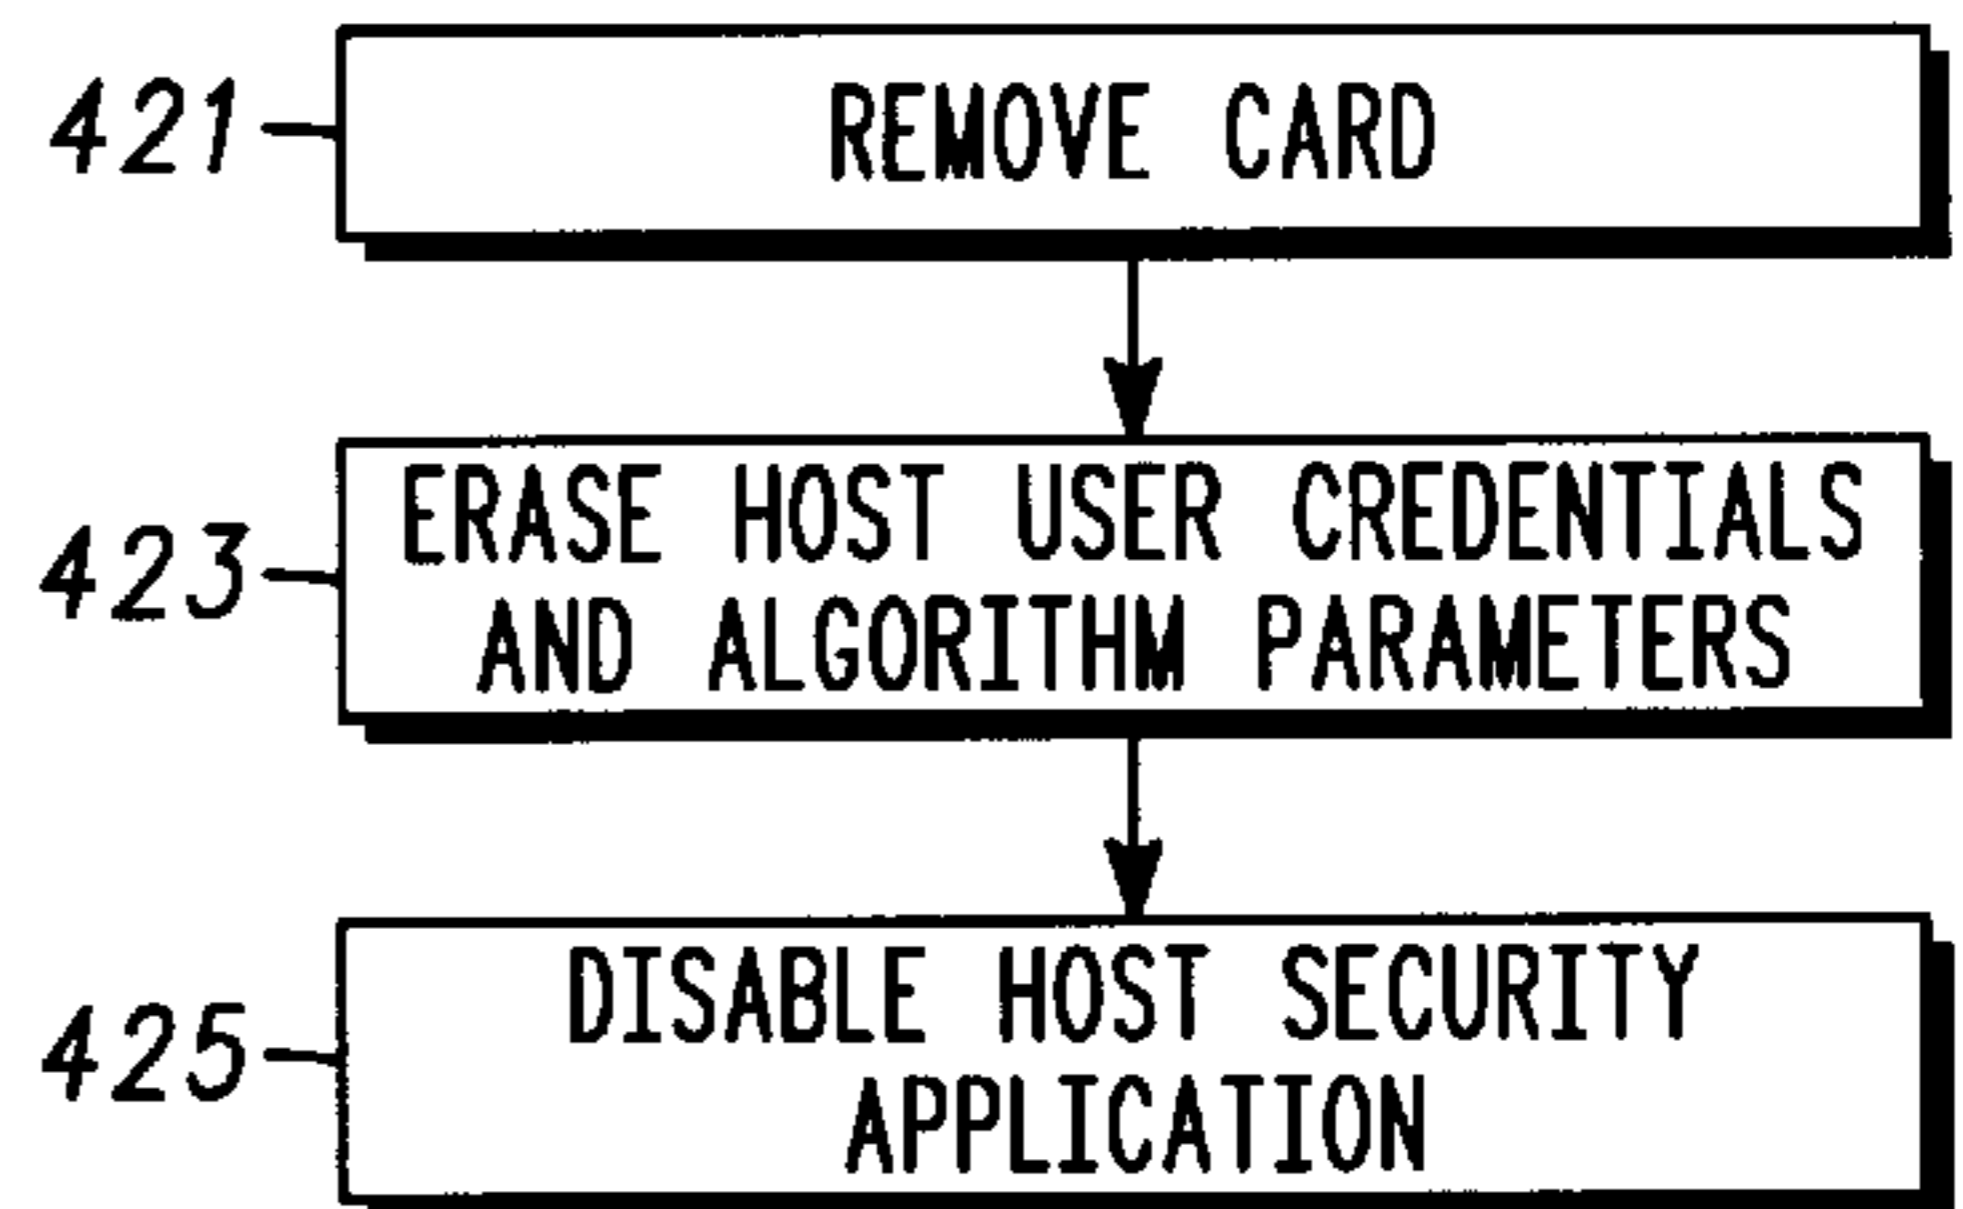 421
REMOVE CARD
423
ERASE HOST USER CREDENTIALS
AND ALGORITHM PARAMETERS
425
DISABLE HOST SECURITY
APPLICATION